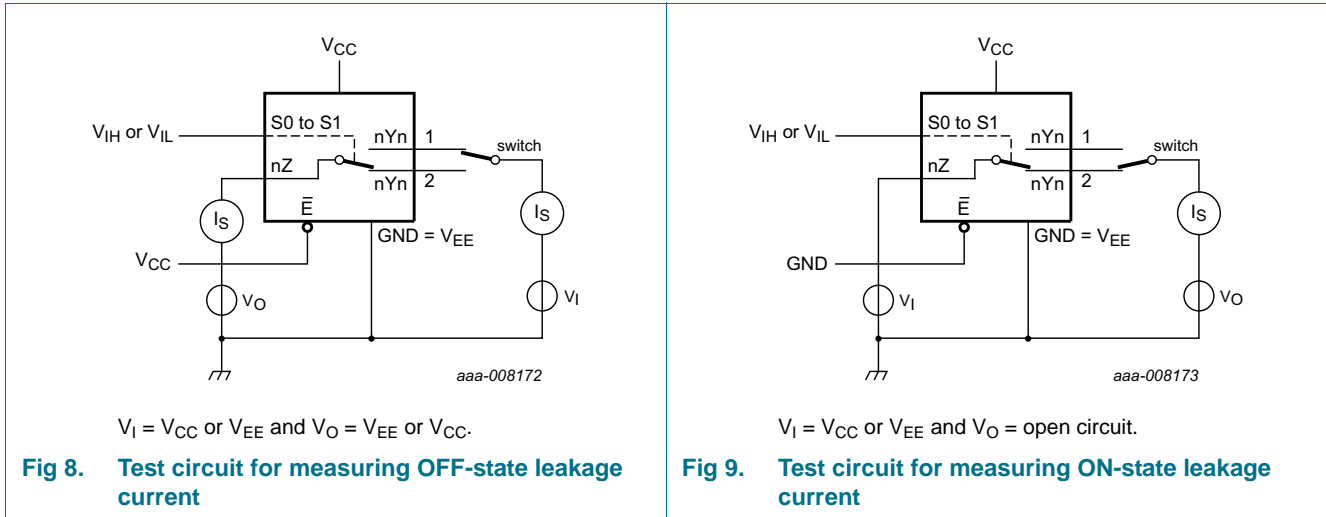 VCC
VIH or VIL
S0 to S1
nYn 1
switch
nZ
nYn 2
E̅
IS
IS
GND = VEE
VCC
VO
VI
aaa-008172
VI = VCC or VEE and VO = VEE or VCC.
Fig 8. Test circuit for measuring OFF-state leakage
current
VCC
VIH or VIL
S0 to S1
nYn 1
switch
nZ
nYn 2
E̅
IS
GND = VEE
GND
VI
VO
aaa-008173
VI = VCC or VEE and VO = open circuit.
Fig 9. Test circuit for measuring ON-state leakage
current